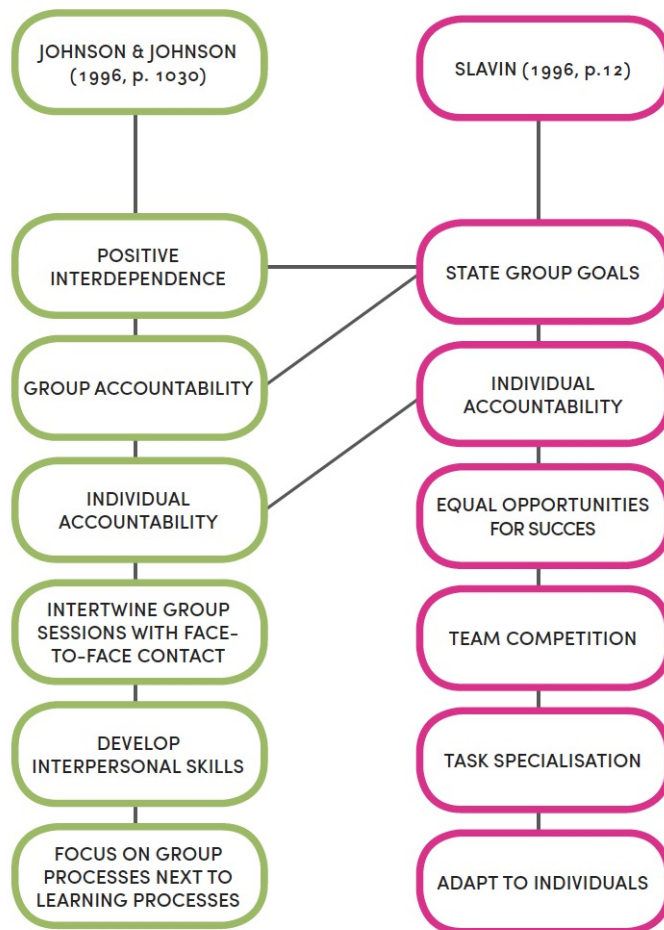 JOHNSON & JOHNSON
(1996, p. 1030)
POSITIVE
INTERDEPENDENCE
GROUP ACCOUNTABILITY
INDIVIDUAL
ACCOUNTABILITY
INTERTWINE GROUP
SESSIONS WITH FACE-
TO-FACE CONTACT
DEVELOP
INTERPERSONAL SKILLS
FOCUS ON GROUP
PROCESSES NEXT TO
LEARNING PROCESSES
SLAVIN (1996, p.12)
STATE GROUP GOALS
INDIVIDUAL
ACCOUNTABILITY
EQUAL OPPORTUNITIES
FOR SUCCES
TEAM COMPETITION
TASK SPECIALISATION
ADAPT TO INDIVIDUALS